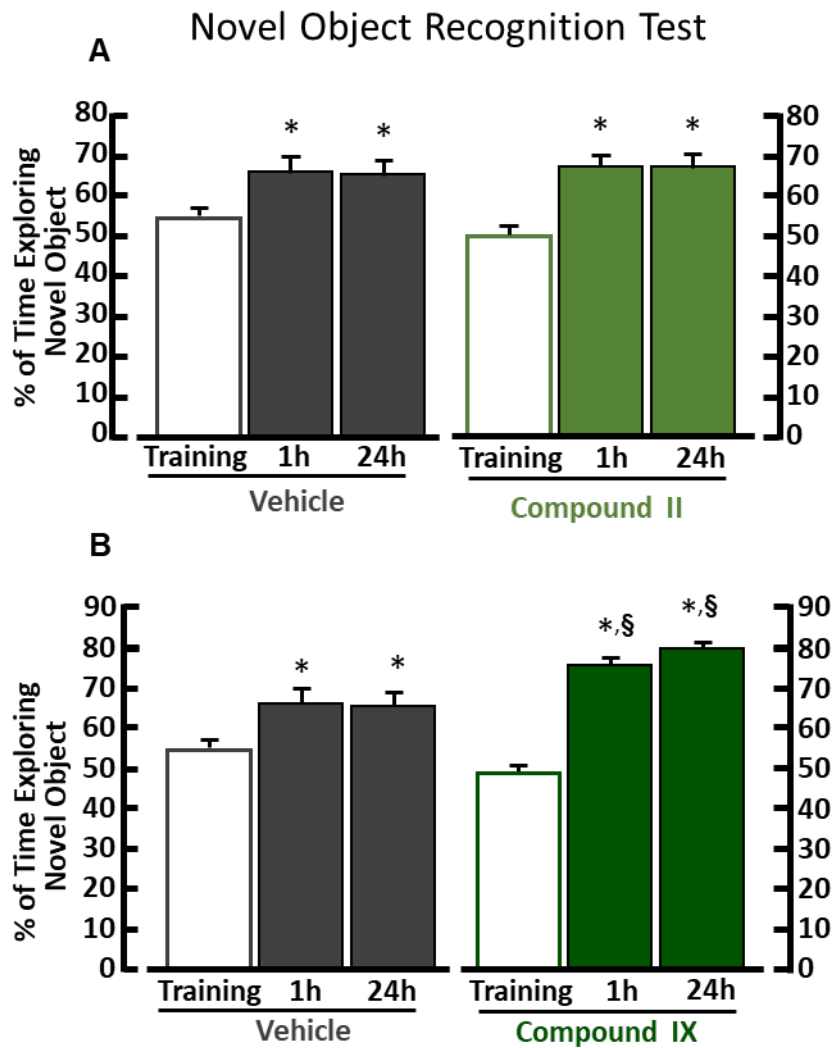 Novel Object Recognition Test
A
% of Time Exploring
Novel Object
80
70
60
50
40
30
20
10
0
* *
* *
80
70
60
50
40
30
20
10
0
Training 1h 24h
Vehicle
Training 1h 24h
Compound II
B
% of Time Exploring
Novel Object
90
80
70
60
50
40
30
20
10
0
* *
*,§ *,§
90
80
70
60
50
40
30
20
10
0
Training 1h 24h
Vehicle
Training 1h 24h
Compound IX